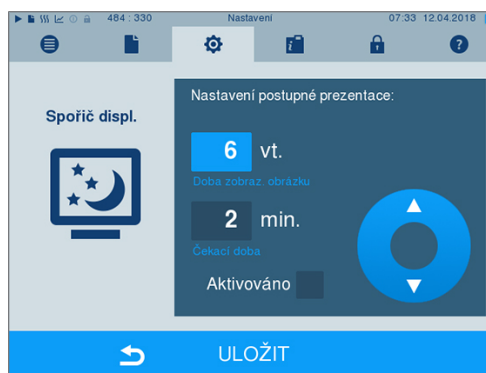 484 : 330 Nastavení 07:33 12.04.2018
Spořič displ.
Nastavení postupné prezentace:
6 vt.
Doba zobraz. obrázku
2 min.
Čekací doba
Aktivováno
ULOŽIT